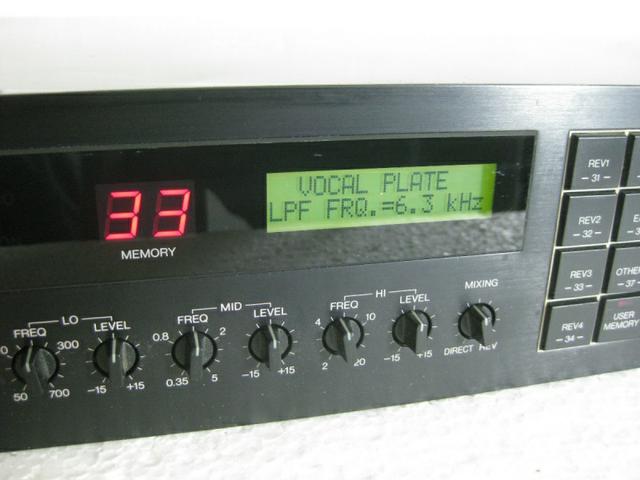 33
MEMORY
VOCAL PLATE
LPF FRQ.=6.3 kHz
REV1
-31-
REV2
-32-
REV3
-33-
OTHER
-37-
REV4
-34-
USER
MEMORY
LO
FREQ
LEVEL
300
50
700
-15
+15
MID
FREQ
LEVEL
0.8
2
0.35
5
-15
+15
HI
FREQ
LEVEL
4
10
2
20
-15
+15
MIXING
DIRECT
REV